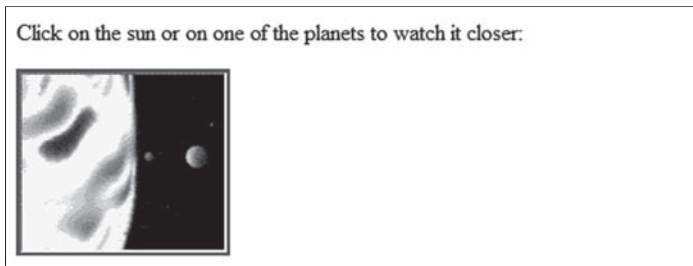 Click on the sun or on one of the planets to watch it closer: